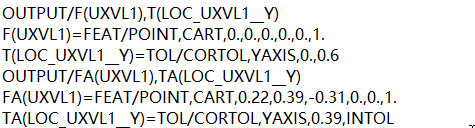 OUTPUT/F(UXVL1),T(LOC_UXVL1__Y)
F(UXVL1)=FEAT/POINT,CART,0.,0.,0.,0.,0.,1.
T(LOC_UXVL1__Y)=TOL/CORTOL,YAXIS,0.,0.6
OUTPUT/FA(UXVL1),TA(LOC_UXVL1__Y)
FA(UXVL1)=FEAT/POINT,CART,0.22,0.39,-0.31,0.,0.,1.
TA(LOC_UXVL1__Y)=TOL/CORTOL,YAXIS,0.39,INTOL